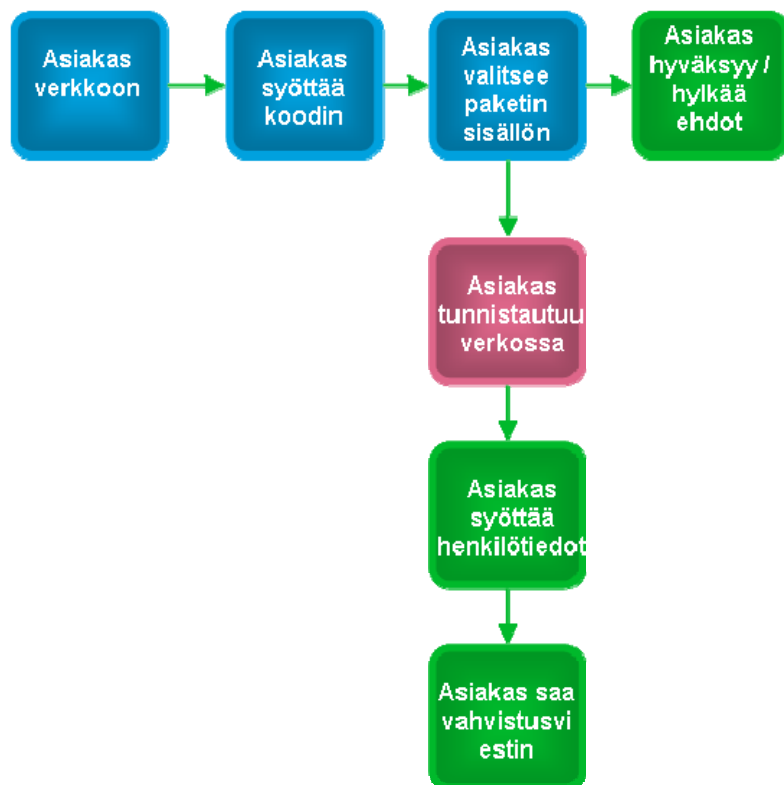 Asiakas
verkkoon
Asiakas
syöttää
koodin
Asiakas
valitsee
paketin
sisällön
Asiakas
hyväksyy /
hylkää
ehdot
Asiakas
tunnistautuu
verkossa
Asiakas
syöttää
henkilötiedot
Asiakas saa
vahvistusvi
estin